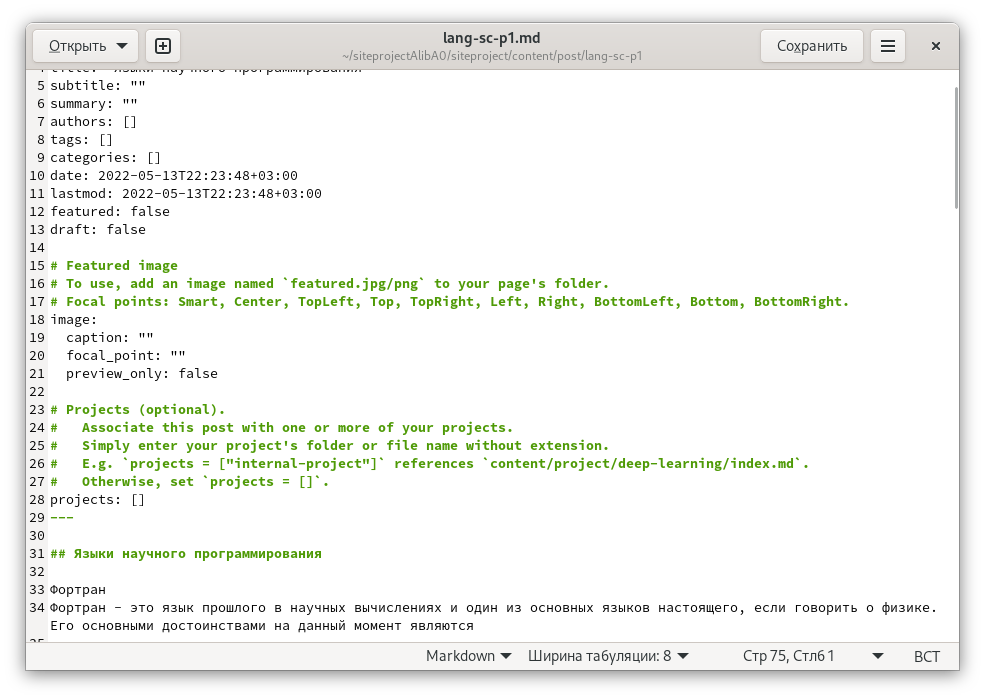 Открыть
lang-sc-p1.md
~/siteprojectAlibA0/siteproject/content/post/lang-sc-p1
Сохранить
4 title: "Языки научного программирования"
5 subtitle: ""
6 summary: ""
7 authors: []
8 tags: []
9 categories: []
10 date: 2022-05-13T22:23:48+03:00
11 lastmod: 2022-05-13T22:23:48+03:00
12 featured: false
13 draft: false
14
15 # Featured image
16 # To use, add an image named `featured.jpg/png` to your page's folder.
17 # Focal points: Smart, Center, TopLeft, Top, TopRight, Left, Right, BottomLeft, Bottom, BottomRight.
18 image:
19   caption: ""
20   focal_point: ""
21   preview_only: false
22
23 # Projects (optional).
24 #   Associate this post with one or more of your projects.
25 #   Simply enter your project's folder or file name without extension.
26 #   E.g. `projects = ["internal-project"]` references `content/project/deep-learning/index.md`.
27 #   Otherwise, set `projects = []`.
28 projects: []
29 ---
30
31 ## Языки научного программирования
32
33 Фортран
34 Фортран - это язык прошлого в научных вычислениях и один из основных языков настоящего, если говорить о физике.
Его основными достоинствами на данный момент являются
35
Markdown
Ширина табуляции: 8
Стр 75, Стлб 1
ВСТ